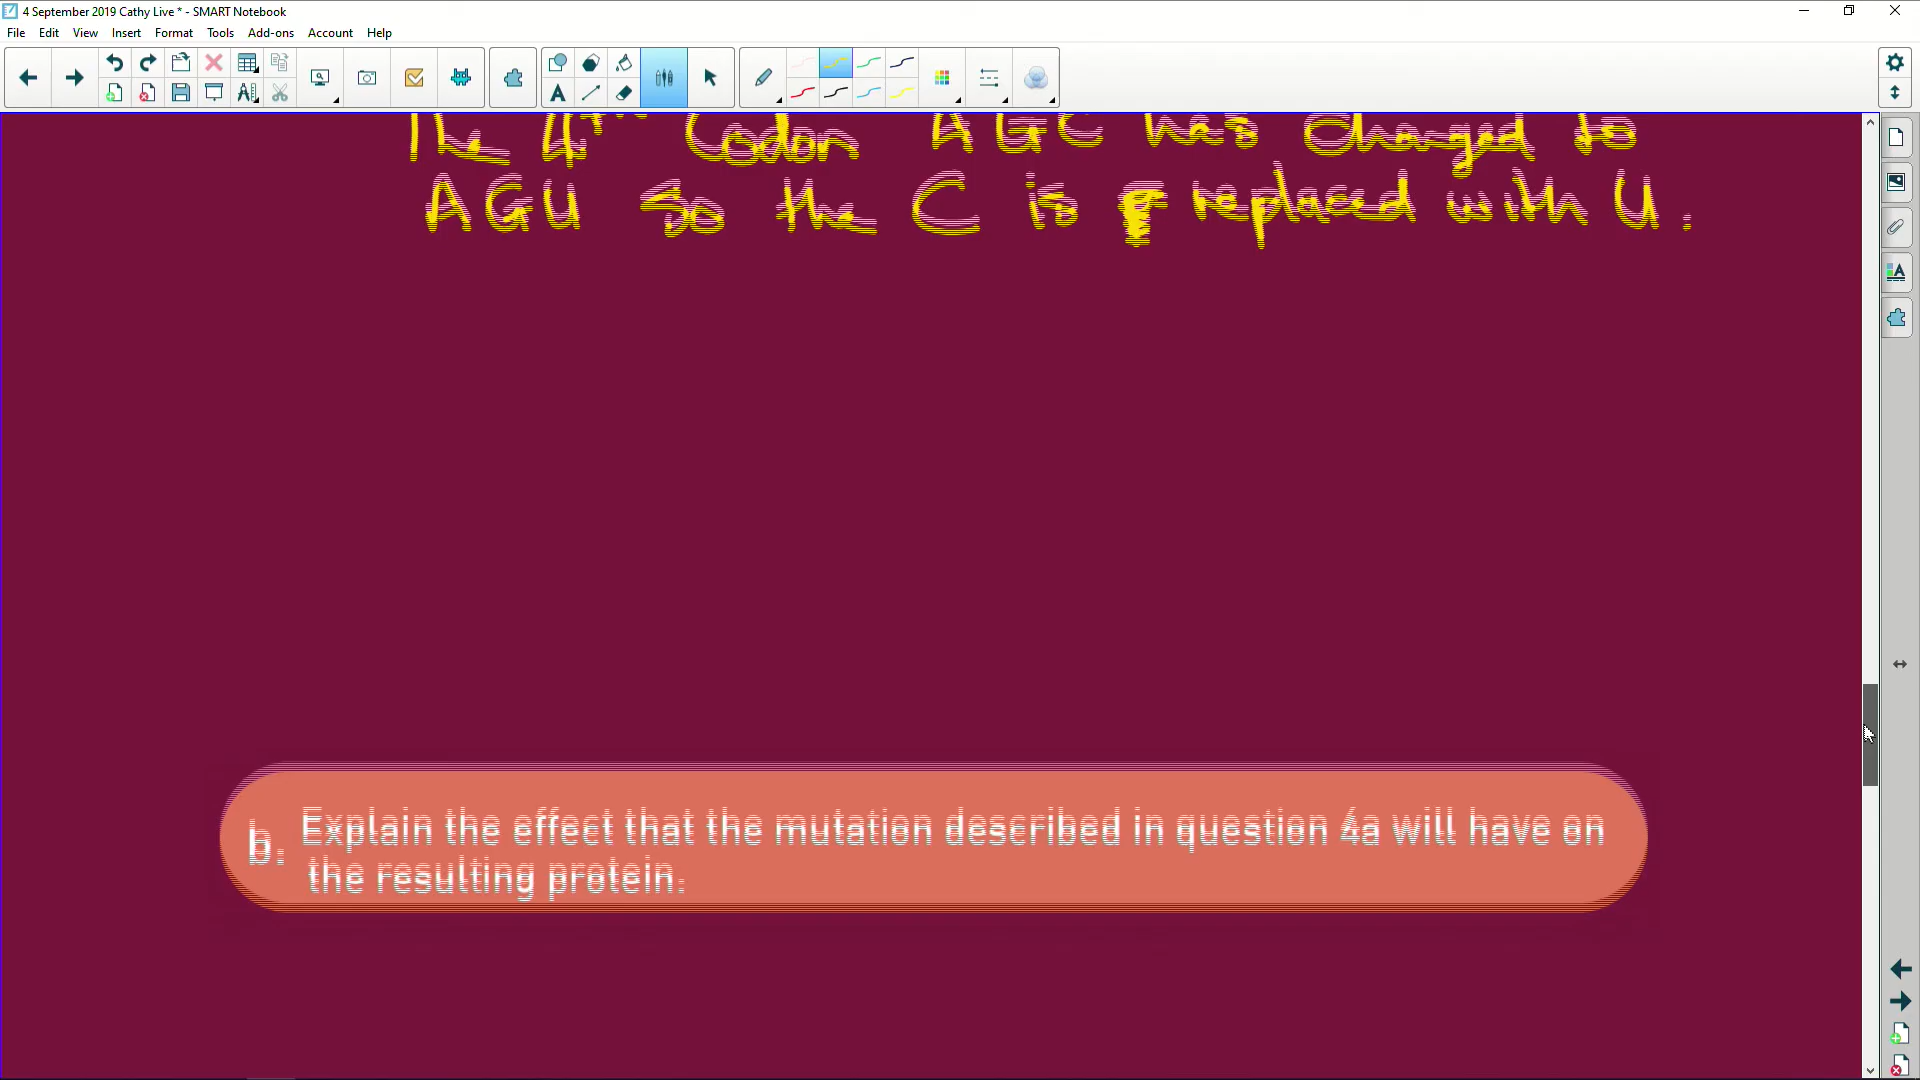 4 September 2019 Cathy Live * - SMART Notebook
File Edit View Insert Format Tools Add-ons Account Help
The 4th Codon AGC has changed to
AGU so the C is replaced with U.
b. Explain the effect that the mutation described in question 4a will have on
the resulting protein.